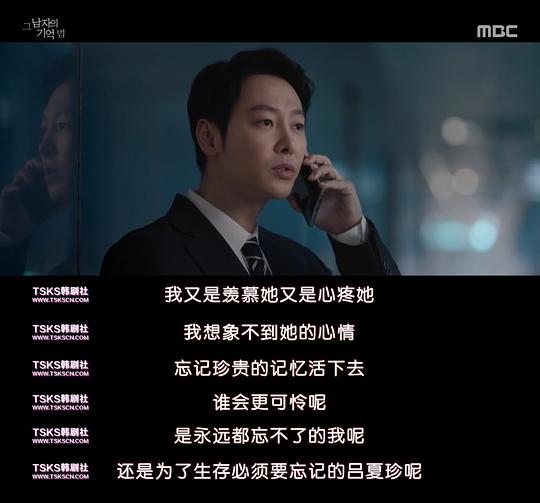 그 남자의
기억법
MBC
TSKS韩剧社
WWW.TSKSCN.COM
我又是羡慕她又是心疼她
TSKS韩剧社
WWW.TSKSCN.COM
我想象不到她的心情
TSKS韩剧社
WWW.TSKSCN.COM
忘记珍贵的记忆活下去
TSKS韩剧社
WWW.TSKSCN.COM
谁会更可怜呢
TSKS韩剧社
WWW.TSKSCN.COM
是永远都忘不了的我呢
TSKS韩剧社
WWW.TSKSCN.COM
还是为了生存必须要忘记的吕夏珍呢